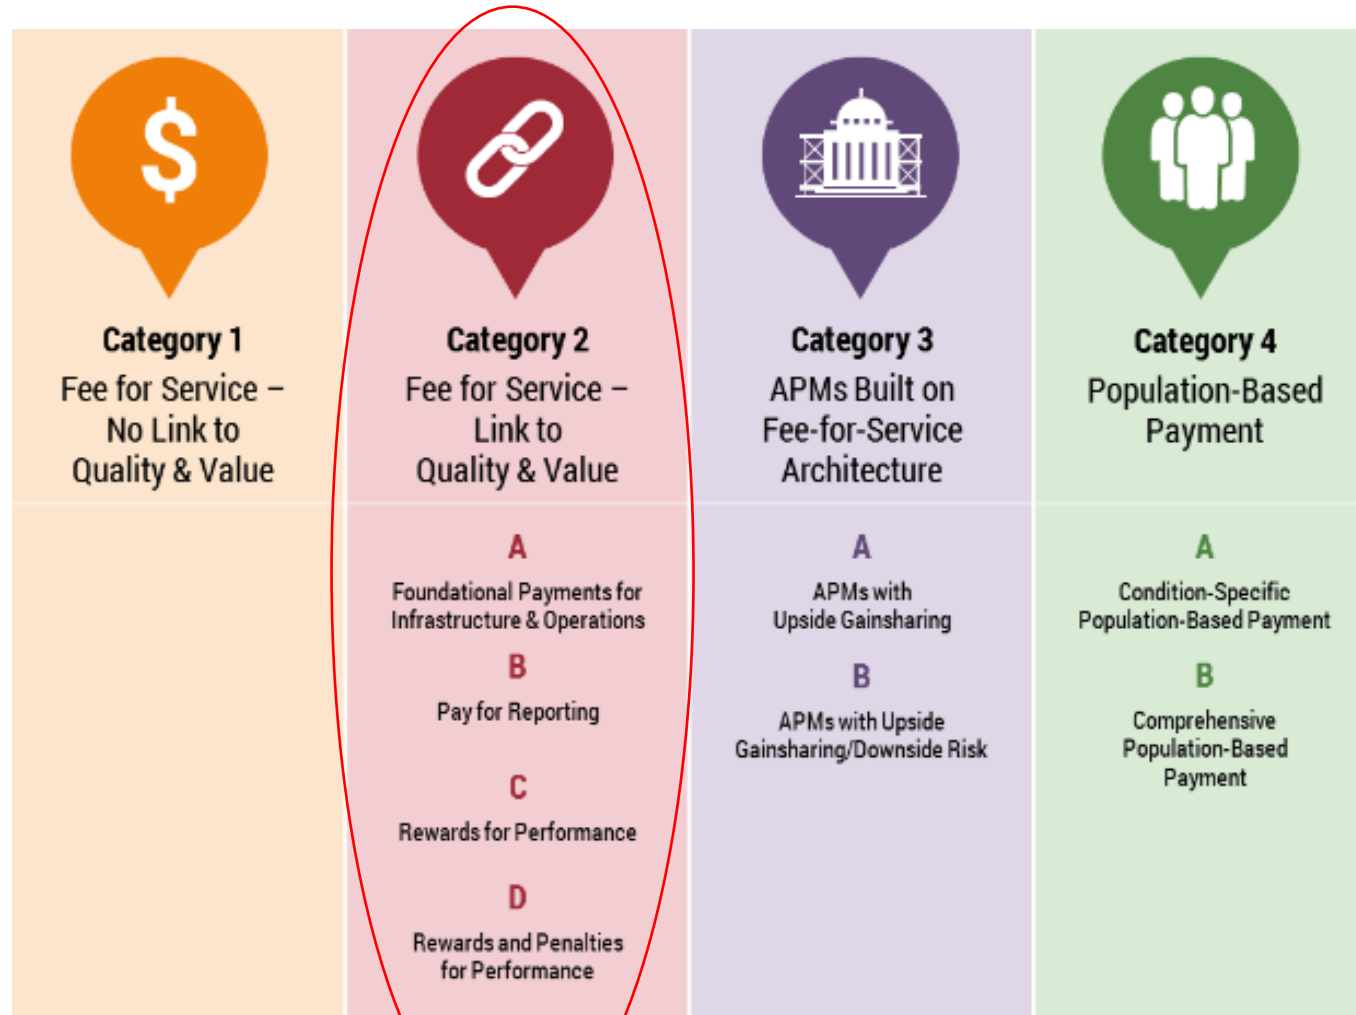 $
Category 1
Fee for Service –
No Link to
Quality & Value
Category 2
Fee for Service –
Link to
Quality & Value
A
Foundational Payments for
Infrastructure & Operations
B
Pay for Reporting
C
Rewards for Performance
D
Rewards and Penalties
for Performance
Category 3
APMs Built on
Fee-for-Service
Architecture
A
APMs with
Upside Gainsharing
B
APMs with Upside
Gainsharing/Downside Risk
Category 4
Population-Based
Payment
A
Condition-Specific
Population-Based Payment
B
Comprehensive
Population-Based
Payment